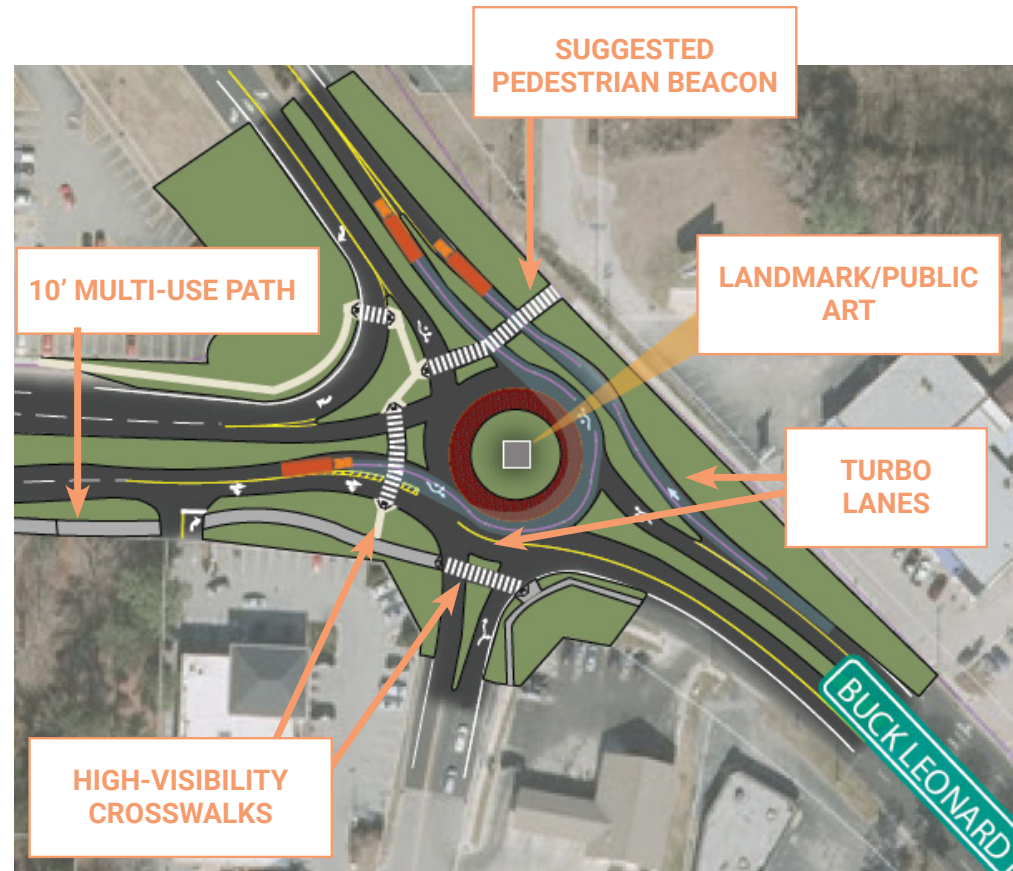 SUGGESTED
PEDESTRIAN BEACON
10’ MULTI-USE PATH
LANDMARK/PUBLIC
ART
TURBO
LANES
HIGH-VISIBILITY
CROSSWALKS
BUCK LEONARD